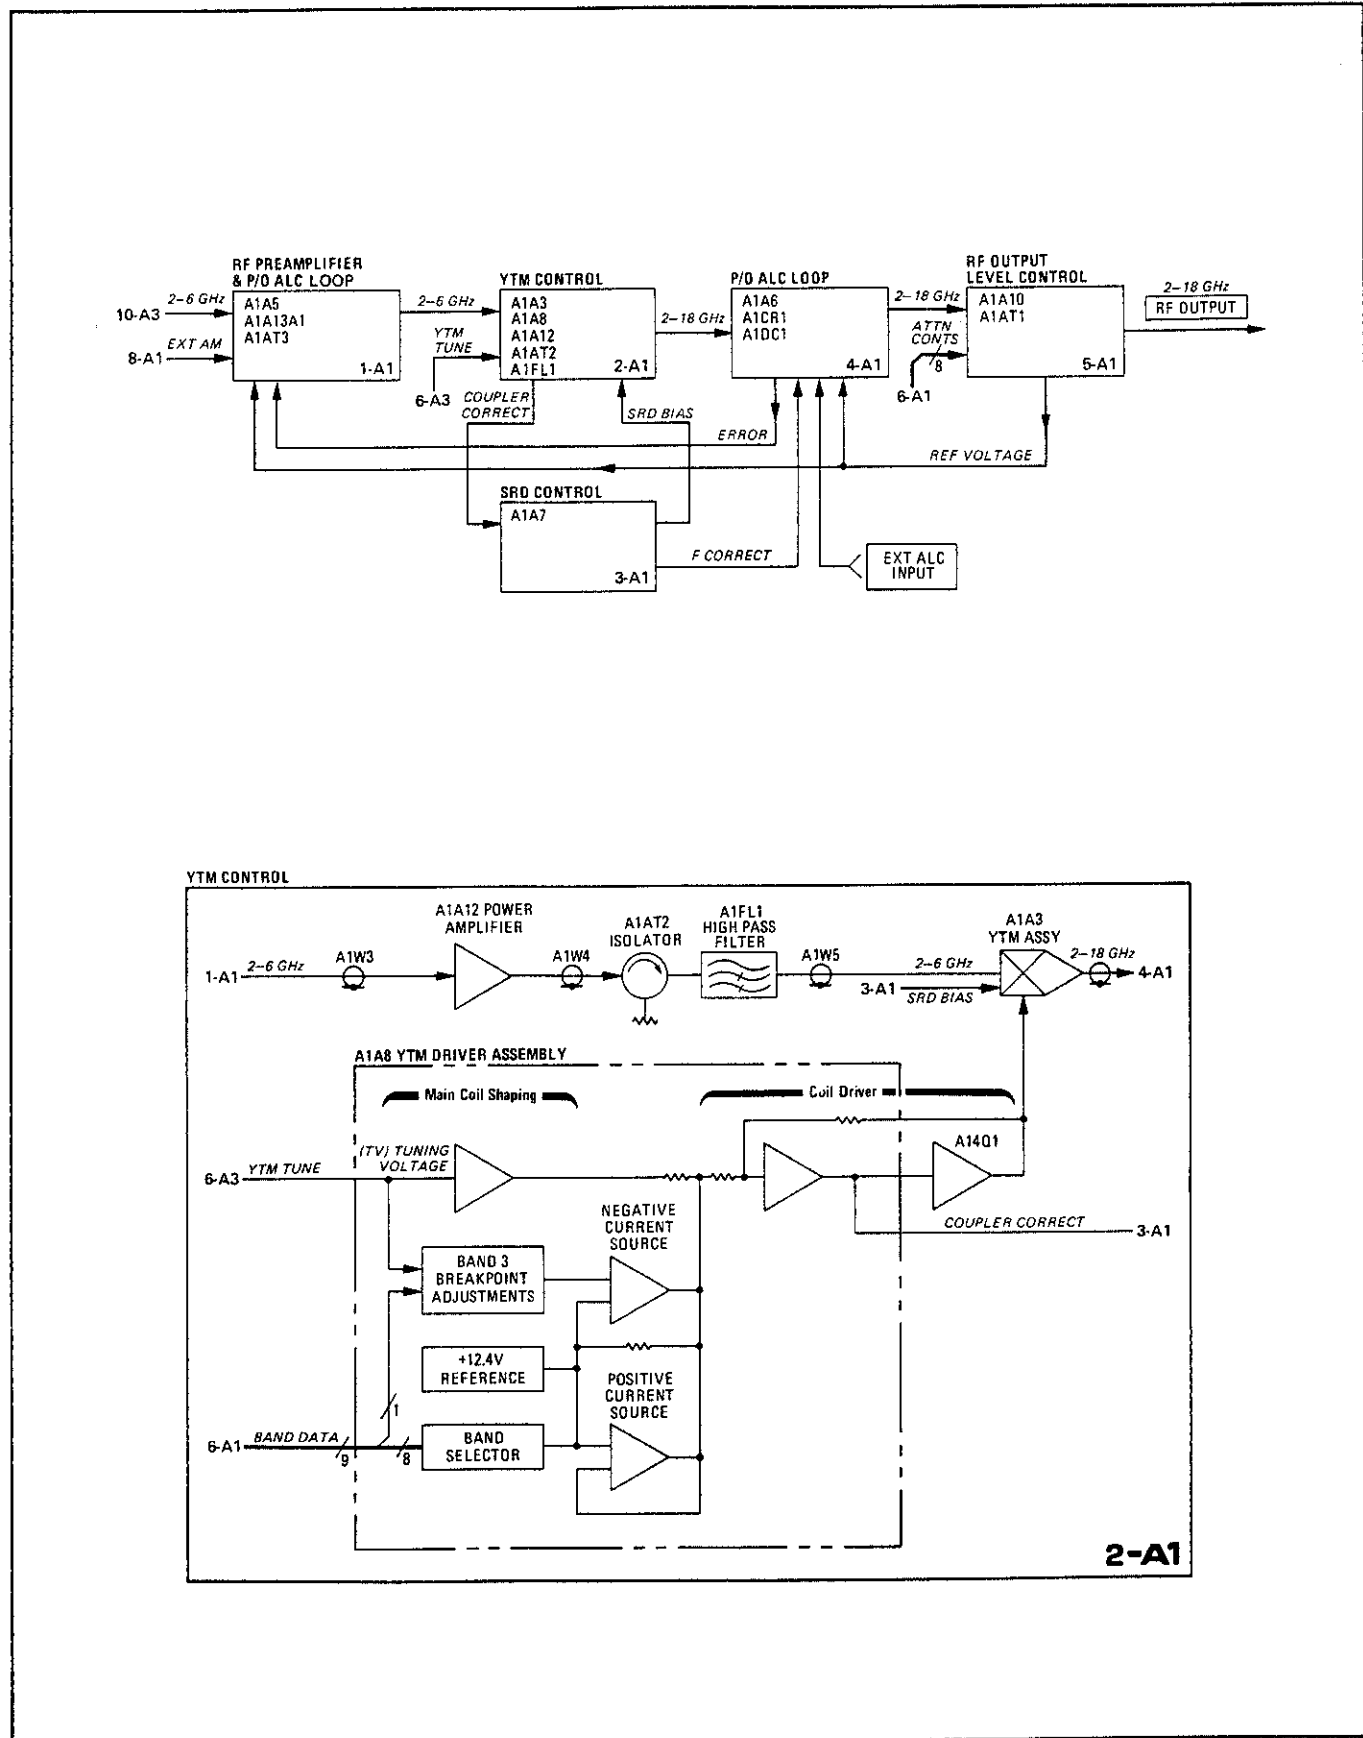 RF PREAMPLIFIER
& P/O ALC LOOP
10-A3
2–6 GHz
8-A1
EXT AM
A1A5
A1A13A1
A1AT3
1-A1
2–6 GHz
YTM
TUNE
6-A3
YTM CONTROL
A1A3
A1A8
A1A12
A1AT2
A1FL1
2-A1
2–18 GHz
P/O ALC LOOP
A1A6
A1CR1
A1DC1
4-A1
2–18 GHz
ATTN
CONTS
8
6-A1
RF OUTPUT
LEVEL CONTROL
A1A10
A1AT1
5-A1
2–18 GHz
RF OUTPUT
COUPLER
CORRECT
SRD BIAS
ERROR
REF VOLTAGE
SRD CONTROL
A1A7
3-A1
F CORRECT
EXT ALC
INPUT
YTM CONTROL
1-A1
2–6 GHz
A1W3
A1A12 POWER
AMPLIFIER
A1W4
A1AT2
ISOLATOR
A1FL1
HIGH PASS
FILTER
A1W5
2–6 GHz
3-A1
SRD BIAS
A1A3
YTM ASSY
2–18 GHz
4-A1
A1A8 YTM DRIVER ASSEMBLY
Main Coil Shaping
Coil Driver
6-A3
YTM TUNE
(TV) TUNING
VOLTAGE
A14Q1
COUPLER CORRECT
3-A1
NEGATIVE
CURRENT
SOURCE
BAND 3
BREAKPOINT
ADJUSTMENTS
+12.4V
REFERENCE
POSITIVE
CURRENT
SOURCE
1
6-A1
BAND DATA
9
8
BAND
SELECTOR
2-A1